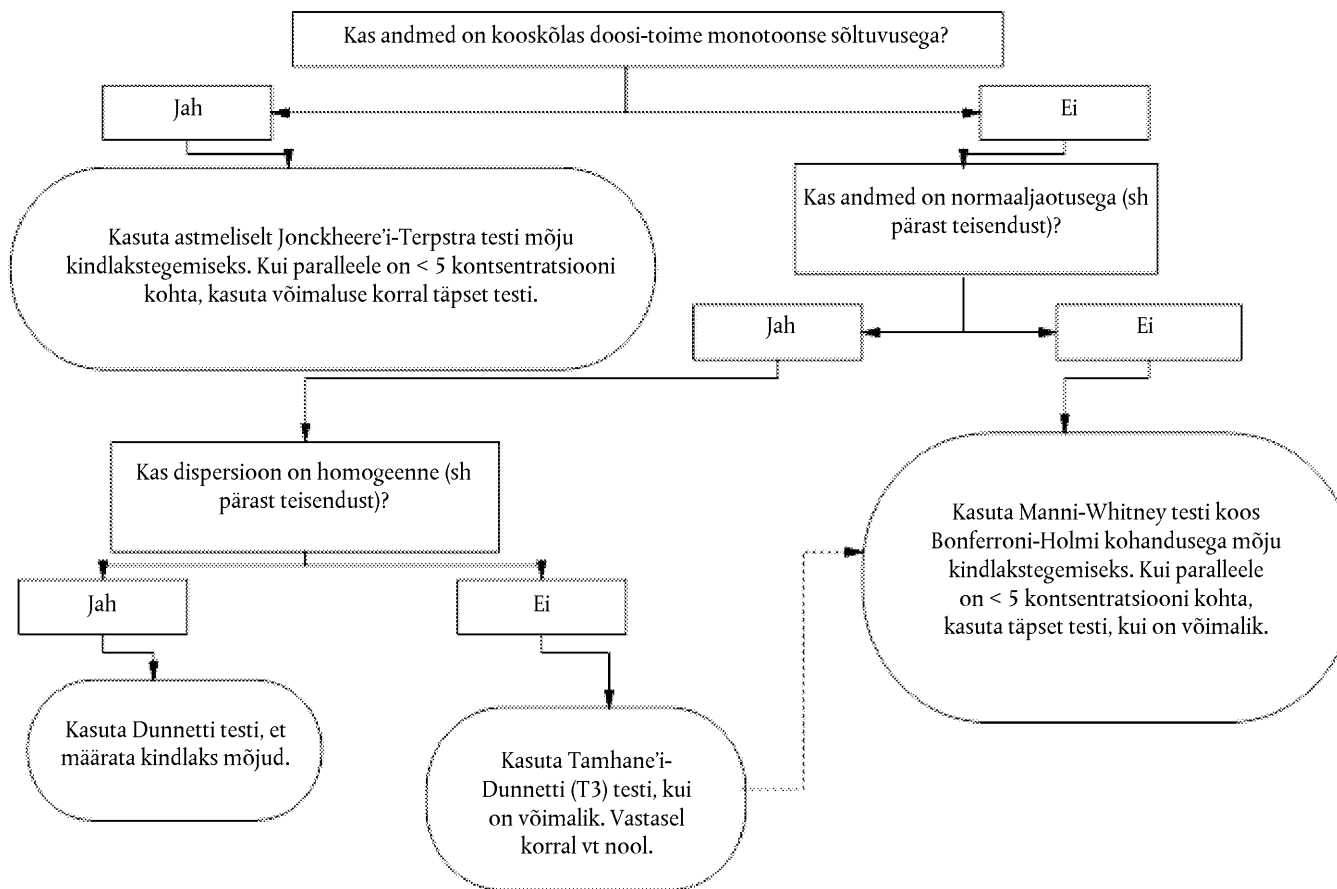 Kas andmed on kooskõlas doosi-toime monotoonse sõltuvusega?
Jah
Ei
Kasuta astmeliselt Jonckheere'i-Terpstra testi mõju
kindlakstegemiseks. Kui paralleele on < 5 kontsentratsiooni
kohta, kasuta võimaluse korral täpset testi.
Kas andmed on normaaljaotusega (sh
pärast teisendust)?
Jah
Ei
Kas dispersioon on homogeenne (sh
pärast teisendust)?
Kasuta Manni-Whitney testi koos
Bonferroni-Holmi kohandusega mõju
kindlakstegemiseks. Kui paralleele
on < 5 kontsentratsiooni kohta,
kasuta täpset testi, kui on võimalik.
Jah
Ei
Kasuta Dunnetti testi, et
määrata kindlaks mõjud.
Kasuta Tamhane'i-
Dunnetti (T3) testi, kui
on võimalik. Vastasel
korral vt nool.